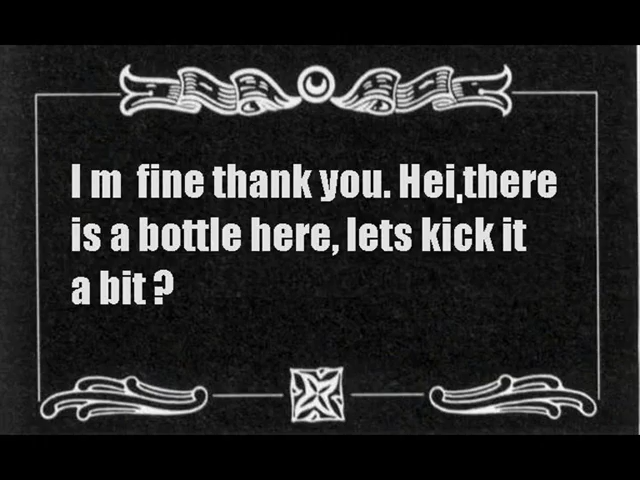 I m fine thank you. Hei,there
is a bottle here, lets kick it
a bit ?